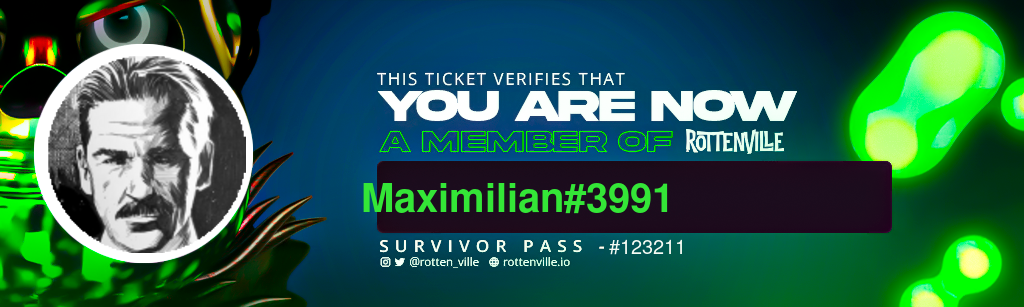 THIS TICKET VERIFIES THAT
YOU ARE NOW
A MEMBER OF ROTTENVILLE
Maximilian#3991
SURVIVOR PASS - #123211
@rotten_ville rottenville.io